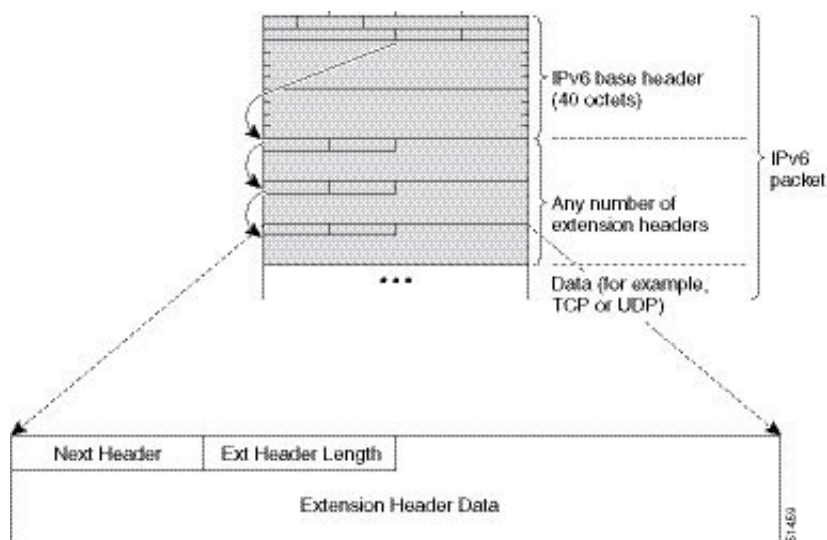 IPv6 base header
(40 octets)
IPv6
packet
Any number of
extension headers
•••
Data (for example,
TCP or UDP)
Next Header
Ext Header Length
Extension Header Data
51459